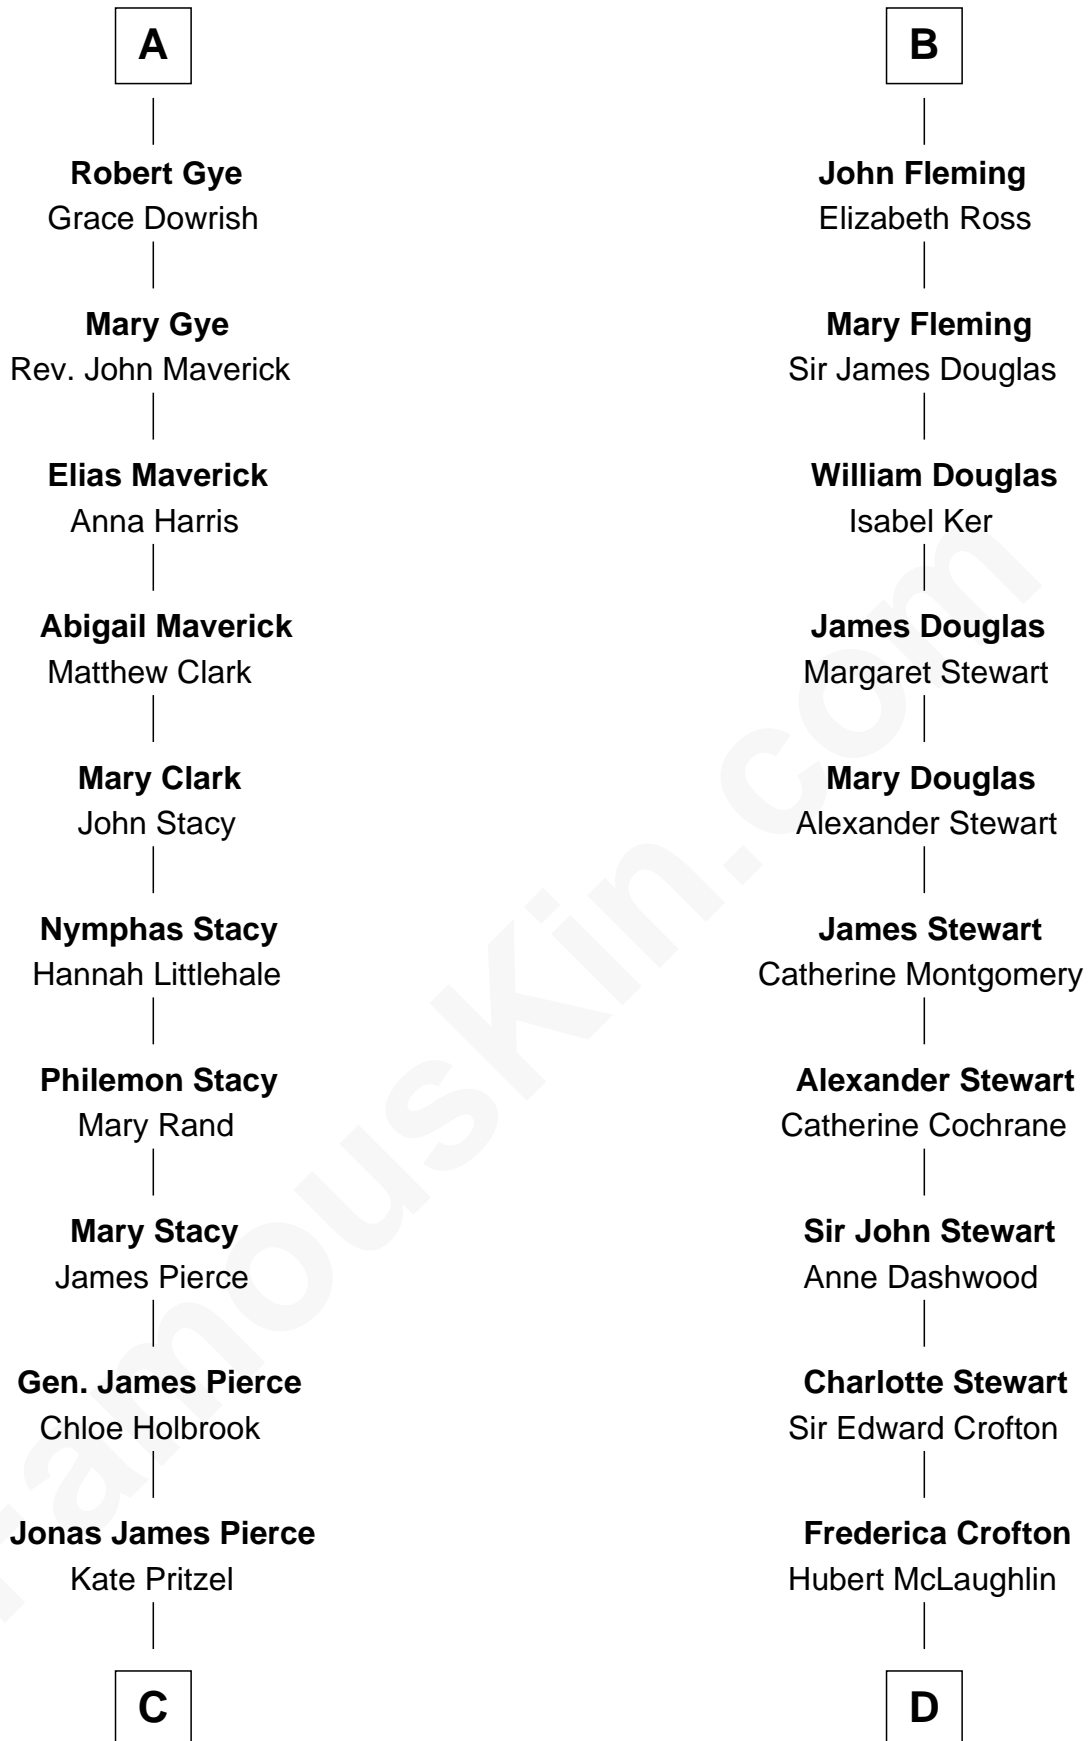 A
Robert Gye
Grace Dowrish
Mary Gye
Rev. John Maverick
Elias Maverick
Anna Harris
Abigail Maverick
Matthew Clark
Mary Clark
John Stacy
Nymphas Stacy
Hannah Littlehale
Philemon Stacy
Mary Rand
Mary Stacy
James Pierce
Gen. James Pierce
Chloe Holbrook
Jonas James Pierce
Kate Pritzel
C
B
John Fleming
Elizabeth Ross
Mary Fleming
Sir James Douglas
William Douglas
Isabel Ker
James Douglas
Margaret Stewart
Mary Douglas
Alexander Stewart
James Stewart
Catherine Montgomery
Alexander Stewart
Catherine Cochrane
Sir John Stewart
Anne Dashwood
Charlotte Stewart
Sir Edward Crofton
Frederica Crofton
Hubert McLaughlin
D
FamousKin.com